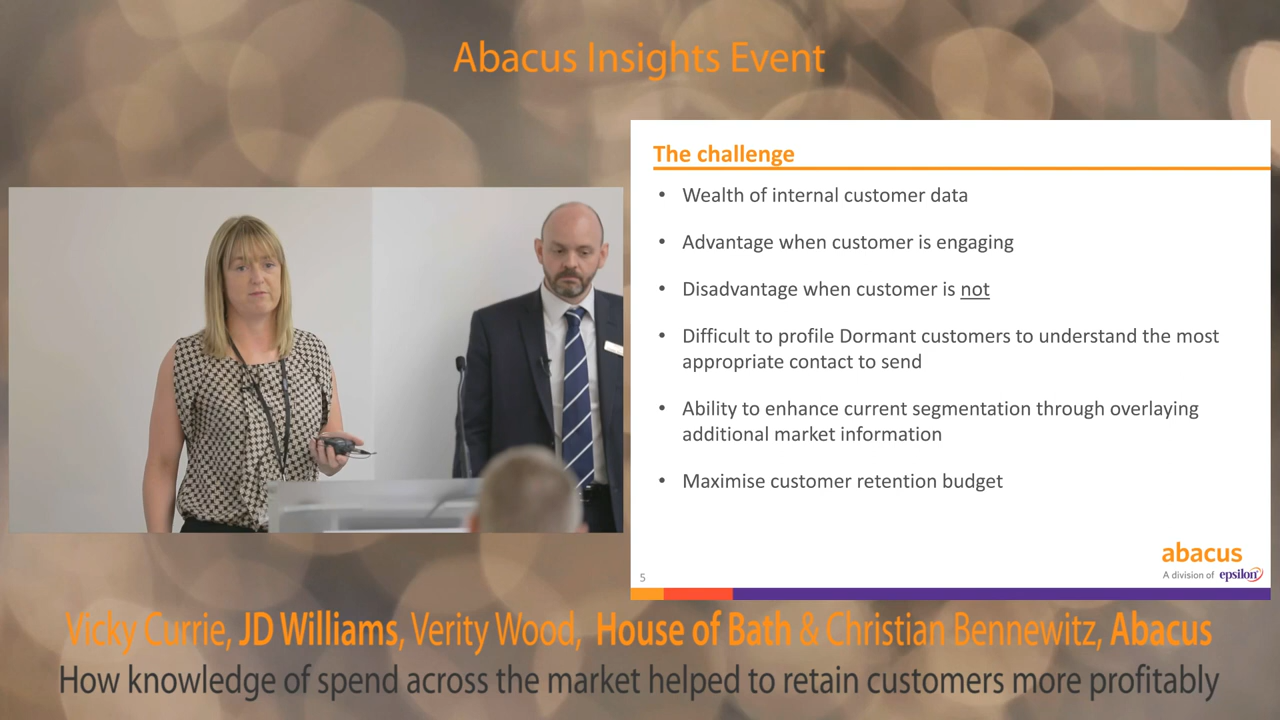 Abacus Insights Event
The challenge
• Wealth of internal customer data
• Advantage when customer is engaging
• Disadvantage when customer is not
• Difficult to profile Dormant customers to understand the most
appropriate contact to send
• Ability to enhance current segmentation through overlaying
additional market information
• Maximise customer retention budget
abacus
A division of epsilon
5
Vicky Currie, JD Williams, Verity Wood, House of Bath & Christian Bennewitz, Abacus
How knowledge of spend across the market helped to retain customers more profitably